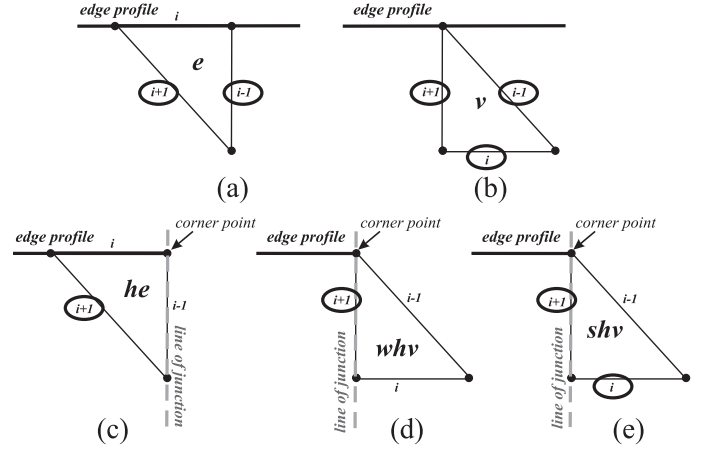 edge profile i
e
i+1 i-1
(a)
edge profile
i+1 i-1
v
i
(b)
corner point
edge profile i
he
i+1 i-1
line of junction
(c)
corner point
edge profile
i+1 i-1
whv
i
line of junction
(d)
corner point
edge profile
i+1 i-1
shv
i
line of junction
(e)